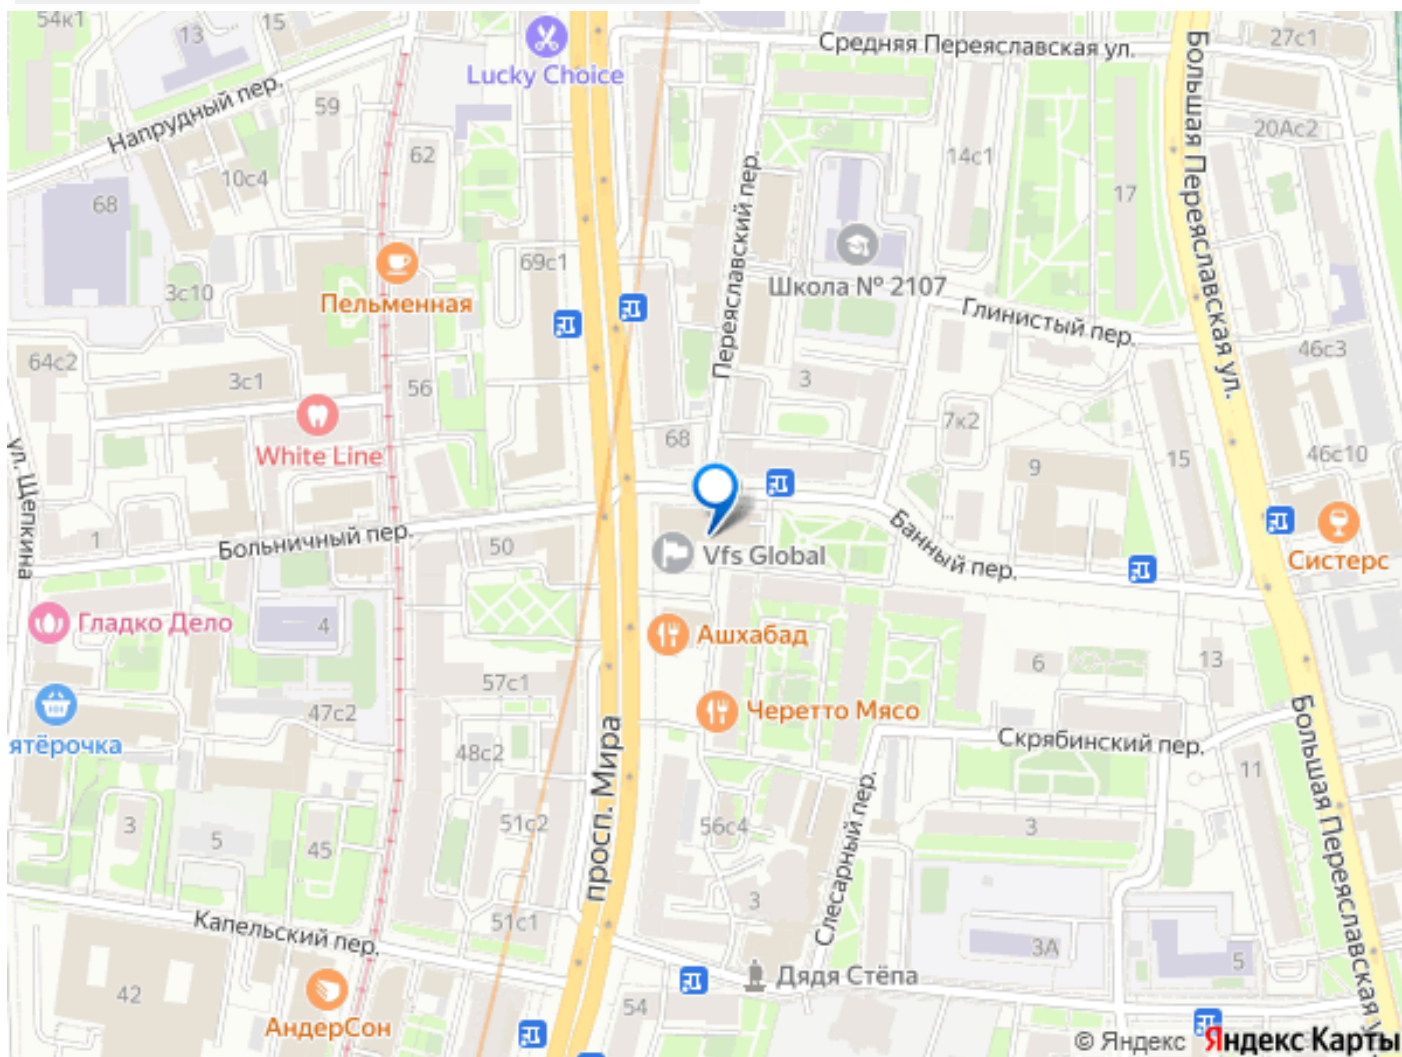 54к1
13
15
Lucky Choice
Средняя Переяславская ул.
27с1
Большая Переяславская ул.
Напрудный пер.
59
62
10с4
68
20Ас2
14с1
17
Переяславский пер.
69с1
Пельменная
3с10
Школа № 2107
Глинистый пер.
64с2
3с1
56
White Line
46с3
3
7к2
68
9
15
46с10
ул. Щепкина
1
Больничный пер.
50
Vfs Global
Банный пер.
Систерс
Гладко Дело
4
Ашхабад
6
13
57с1
47с2
ятёрочка
48с2
Черетто Мясо
Скрябинский пер.
11
Большая Переяславская у
просп. Мира
3
5
45
51с2
56с4
3
Слесарный пер.
3
Капельский пер.
51с1
3А
5
Дядя Стёпа
42
АндерСон
54
© Яндекс Яндекс Карты